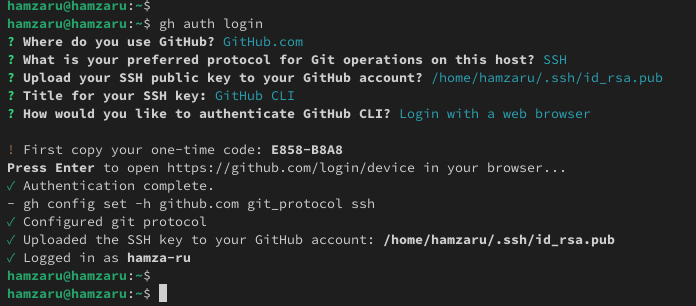 hamzaru@hamzaru:~$
hamzaru@hamzaru:~$ gh auth login
? Where do you use GitHub? GitHub.com
? What is your preferred protocol for Git operations on this host? SSH
? Upload your SSH public key to your GitHub account? /home/hamzaru/.ssh/id_rsa.pub
? Title for your SSH key: GitHub CLI
? How would you like to authenticate GitHub CLI? Login with a web browser

! First copy your one-time code: E858-B8A8
Press Enter to open https://github.com/login/device in your browser...
✓ Authentication complete.
- gh config set -h github.com git_protocol ssh
✓ Configured git protocol
✓ Uploaded the SSH key to your GitHub account: /home/hamzaru/.ssh/id_rsa.pub
✓ Logged in as hamza-ru
hamzaru@hamzaru:~$
hamzaru@hamzaru:~$